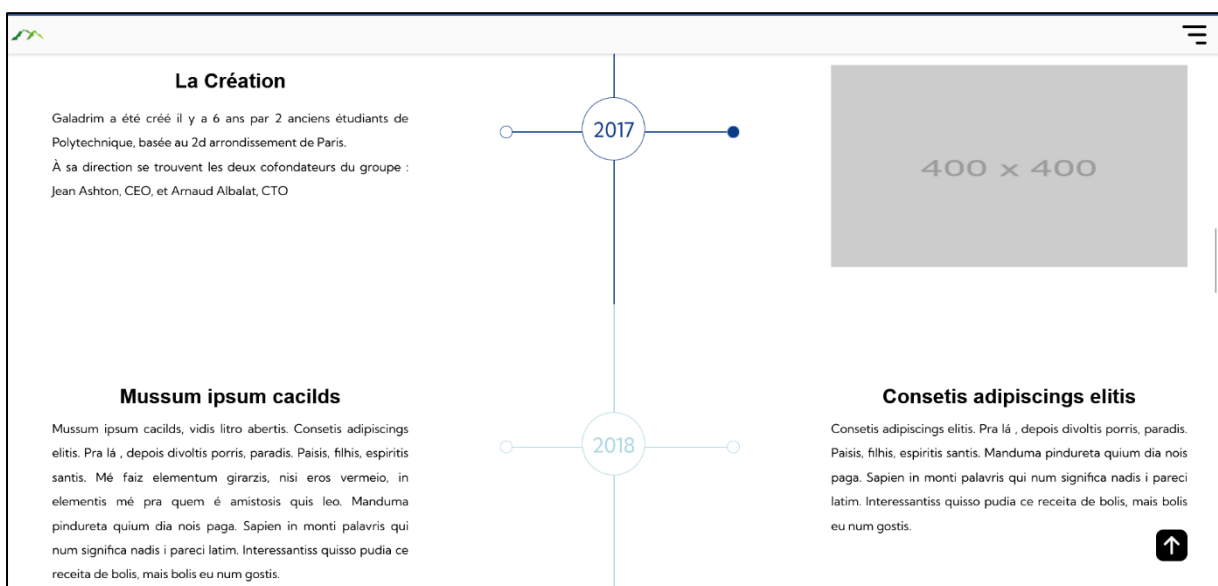 La Création
Galadrim a été créé il y a 6 ans par 2 anciens étudiants de
Polytechnique, basée au 2d arrondissement de Paris.
À sa direction se trouvent les deux cofondateurs du groupe :
Jean Ashton, CEO, et Arnaud Albalat, CTO
2017
400 x 400
Mussum ipsum cacilds
Mussum ipsum cacilds, vidis litro abertis. Consetis adipiscings
elitis. Pra lá , depois divoltis porris, paradis. Paisis, filhis, espiritis
santis. Mé faiz elementum girarzis, nisi eros vermeio, in
elementis mé pra quem é amistosis quis leo. Manduma
pindureta quium dia nois paga. Sapien in monti palavris qui
num significa nadis i pareci latim. Interessantiss quisso pudia ce
receita de bolis, mais bolis eu num gostis.
2018
Consetis adipiscings elitis
Consetis adipiscings elitis. Pra lá , depois divoltis porris, paradis.
Paisis, filhis, espiritis santis. Manduma pindureta quium dia nois
paga. Sapien in monti palavris qui num significa nadis i pareci
latim. Interessantiss quisso pudia ce receita de bolis, mais bolis
eu num gostis.